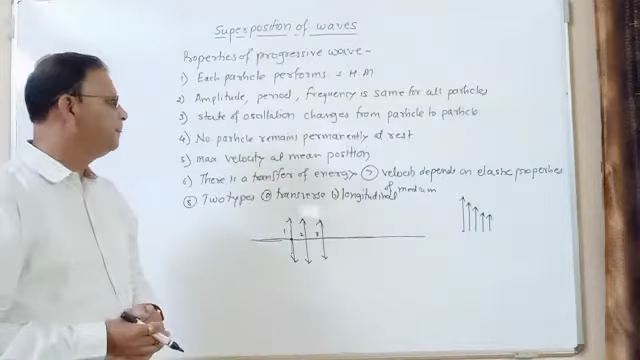 Superposition of waves
Properties of progressive wave -
1) Each particle performs S.H.M
2) Amplitude, period, frequency is same for all particles
3) state of oscillation changes from particle to particle
4) No particle remains permanently at rest
5) max velocity at mean position
6) There is a transfer of energy 7 velocity depends on elastic properties
of medium
8 Two types a transverse b) longitudinal
1 2 3